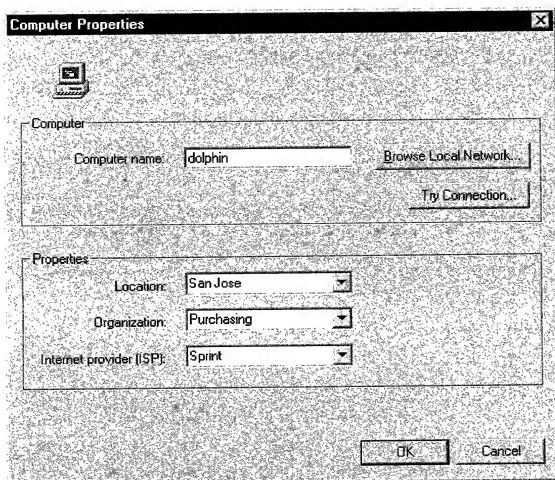 Computer Properties
Computer
Computer name: dolphin Browse Local Network...
Try Connection...
Properties
Location: San Jose
Organization: Purchasing
Internet provider (ISP): Sprint
OK Cancel